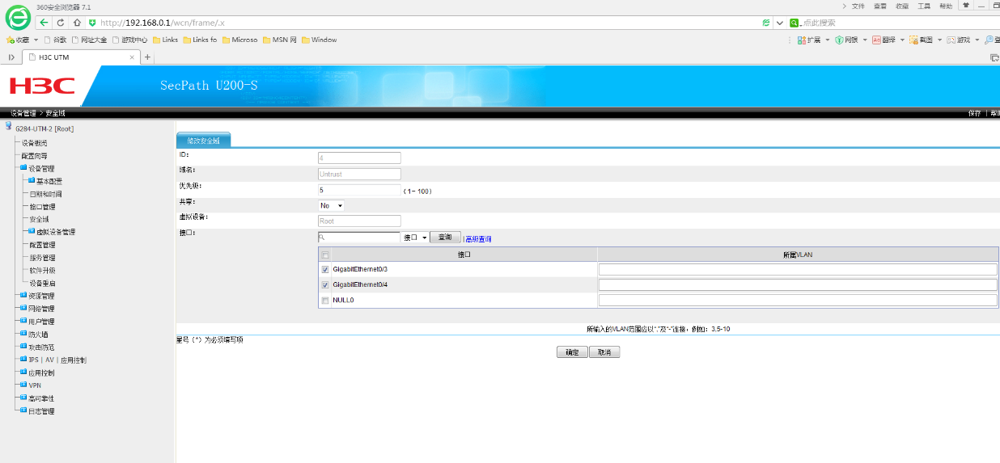 360安全浏览器 7.1
文件 查看 收藏 工具 帮助
http://192.168.0.1/wcn/frame/.x
点此搜索
收藏 谷歌 网址大全 游戏中心 Links Links fo Microso MSN 网 Window
扩展 网银 翻译 截图 游戏
H3C UTM
H3C
SecPath U200-S
设备管理 > 安全域
保存 | 帮助
G284-UTM-2 [Root]
设备概览
配置向导
设备管理
基本配置
日期和时间
接口管理
安全域
虚拟设备管理
配置管理
服务管理
软件升级
设备重启
资源管理
网络管理
用户管理
防火墙
攻击防范
IPS | AV | 应用控制
应用控制
VPN
高可靠性
日志管理
修改安全域
ID: 4
域名: Untrust
优先级: 5 (1- 100)
共享: No
虚拟设备: Root
接口: 接口 查询 | 高级查询
接口 所属VLAN
GigabitEthernet0/3
GigabitEthernet0/4
NULL0
所输入的VLAN范围应以“,”及“-”连接,例如: 3,5-10
星号 (*) 为必须填写项
确定 取消